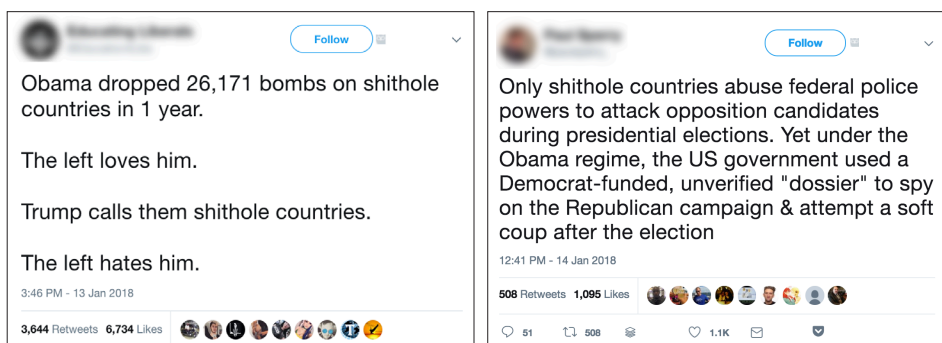 Follow
Obama dropped 26,171 bombs on shithole
countries in 1 year.
The left loves him.
Trump calls them shithole countries.
The left hates him.
3:46 PM - 13 Jan 2018
3,644 Retweets 6,734 Likes
Follow
Only shithole countries abuse federal police
powers to attack opposition candidates
during presidential elections. Yet under the
Obama regime, the US government used a
Democrat-funded, unverified "dossier" to spy
on the Republican campaign & attempt a soft
coup after the election
12:41 PM - 14 Jan 2018
508 Retweets 1,095 Likes
51 508 1.1K